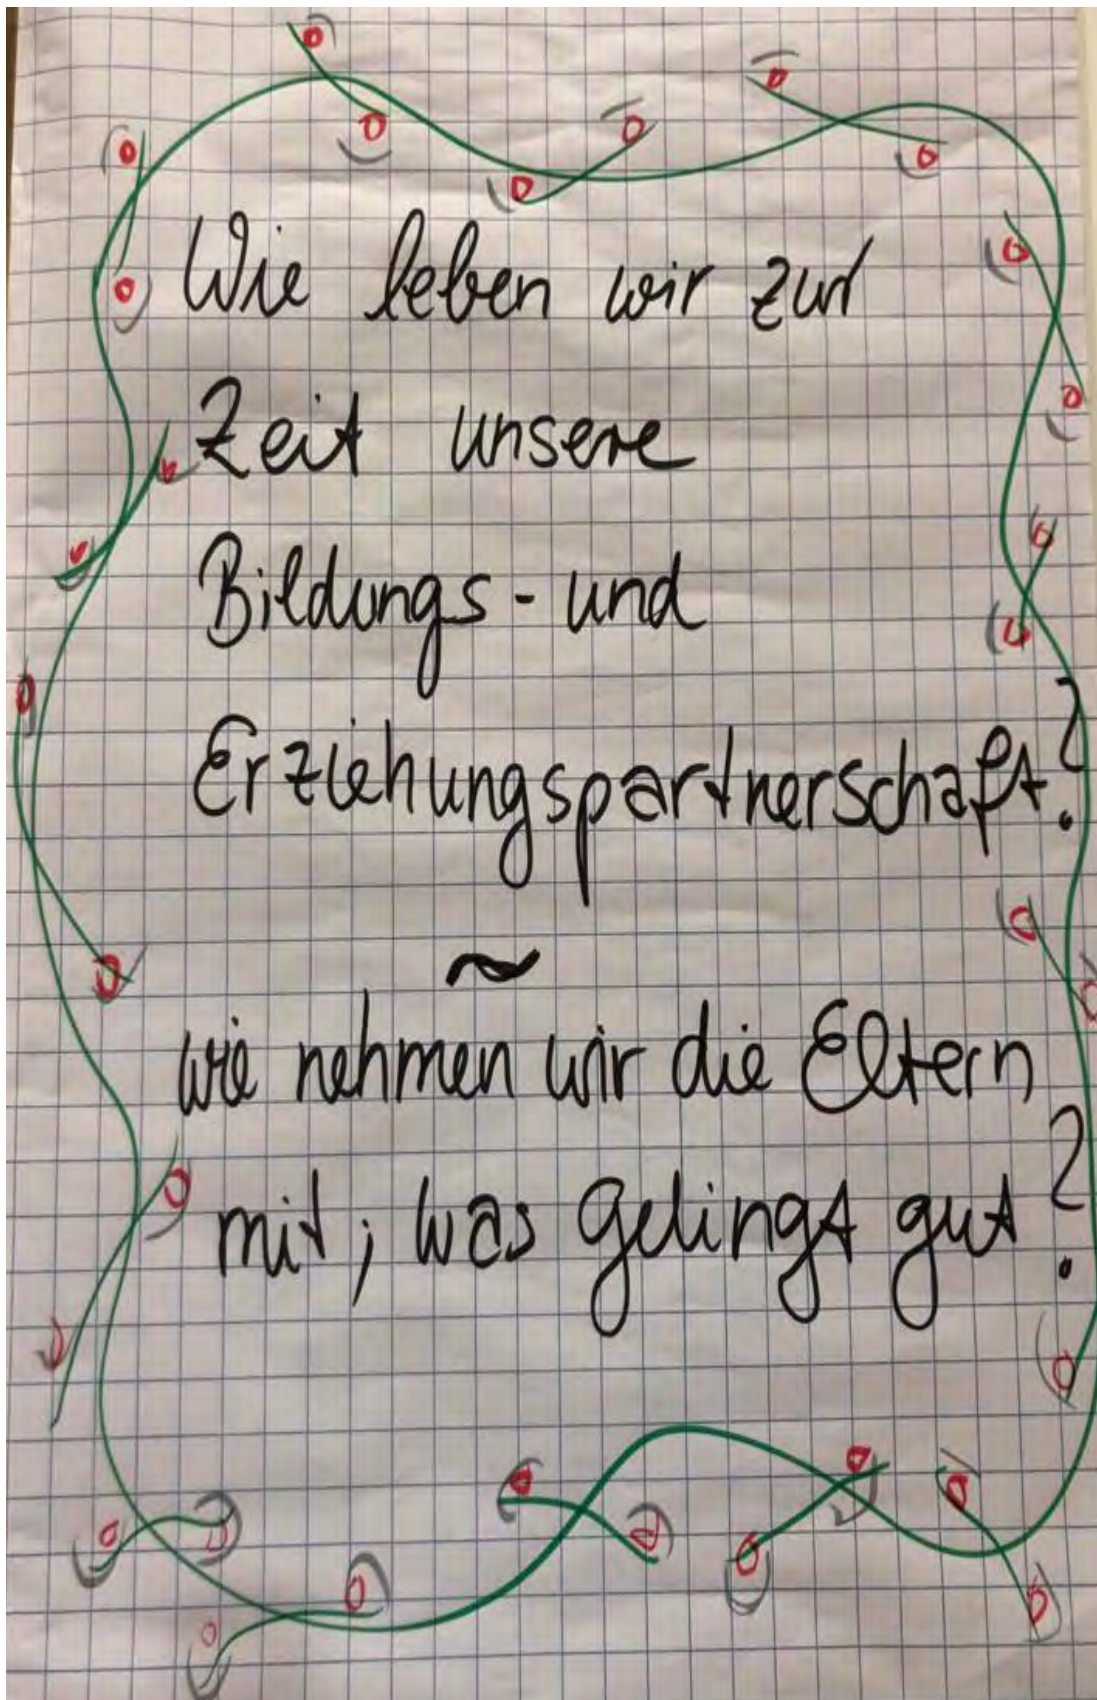 Wie leben wir zur
Zeit unsere
Bildungs- und
Erziehungspartnerschaft?
~
wie nehmen wir die Eltern
mit; was gelingt gut?